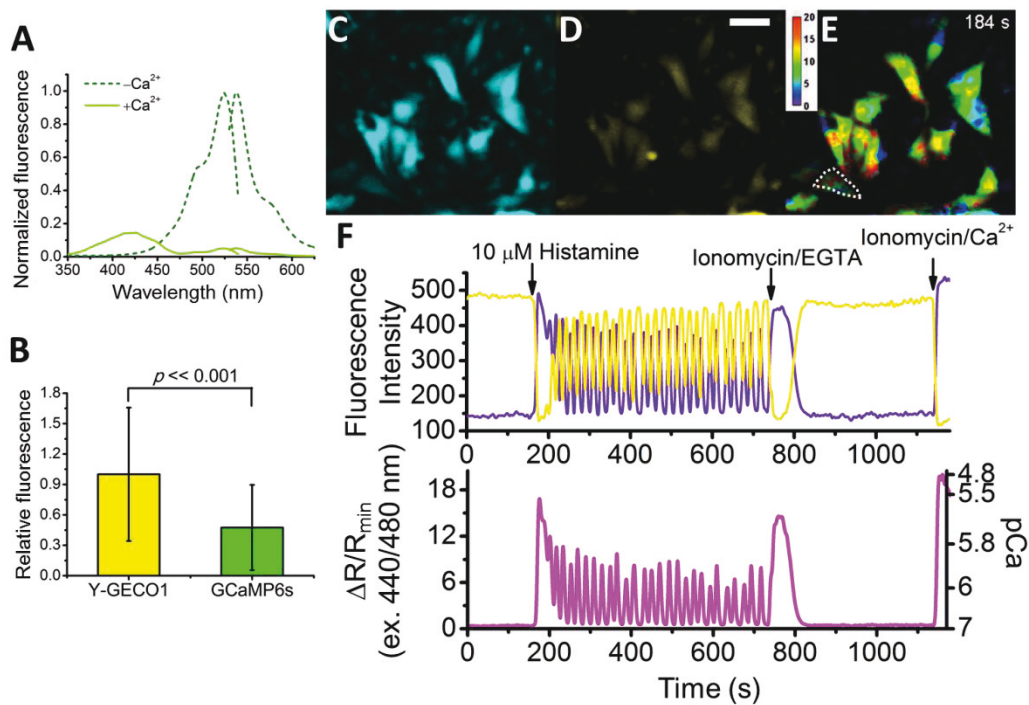 A
--Ca²⁺
+Ca²⁺
Normalized fluorescence
1.0
0.8
0.6
0.4
0.2
0.0
350 400 450 500 550 600
Wavelength (nm)
B
p << 0.001
Relative fluorescence
1.8
1.5
1.2
0.9
0.6
0.3
0.0
Y-GECO1 GCaMP6s
C
D
20
15
10
5
0
E
184 s
F
10 µM Histamine
Ionomycin/EGTA
Ionomycin/Ca²⁺
Fluorescence
Intensity
500
400
300
200
100
0 200 400 600 800 1000
ΔR/Rmin
(ex. 440/480 nm)
18
12
6
0
4.8
5.5
5.8
6
7
pCa
0 200 400 600 800 1000
Time (s)